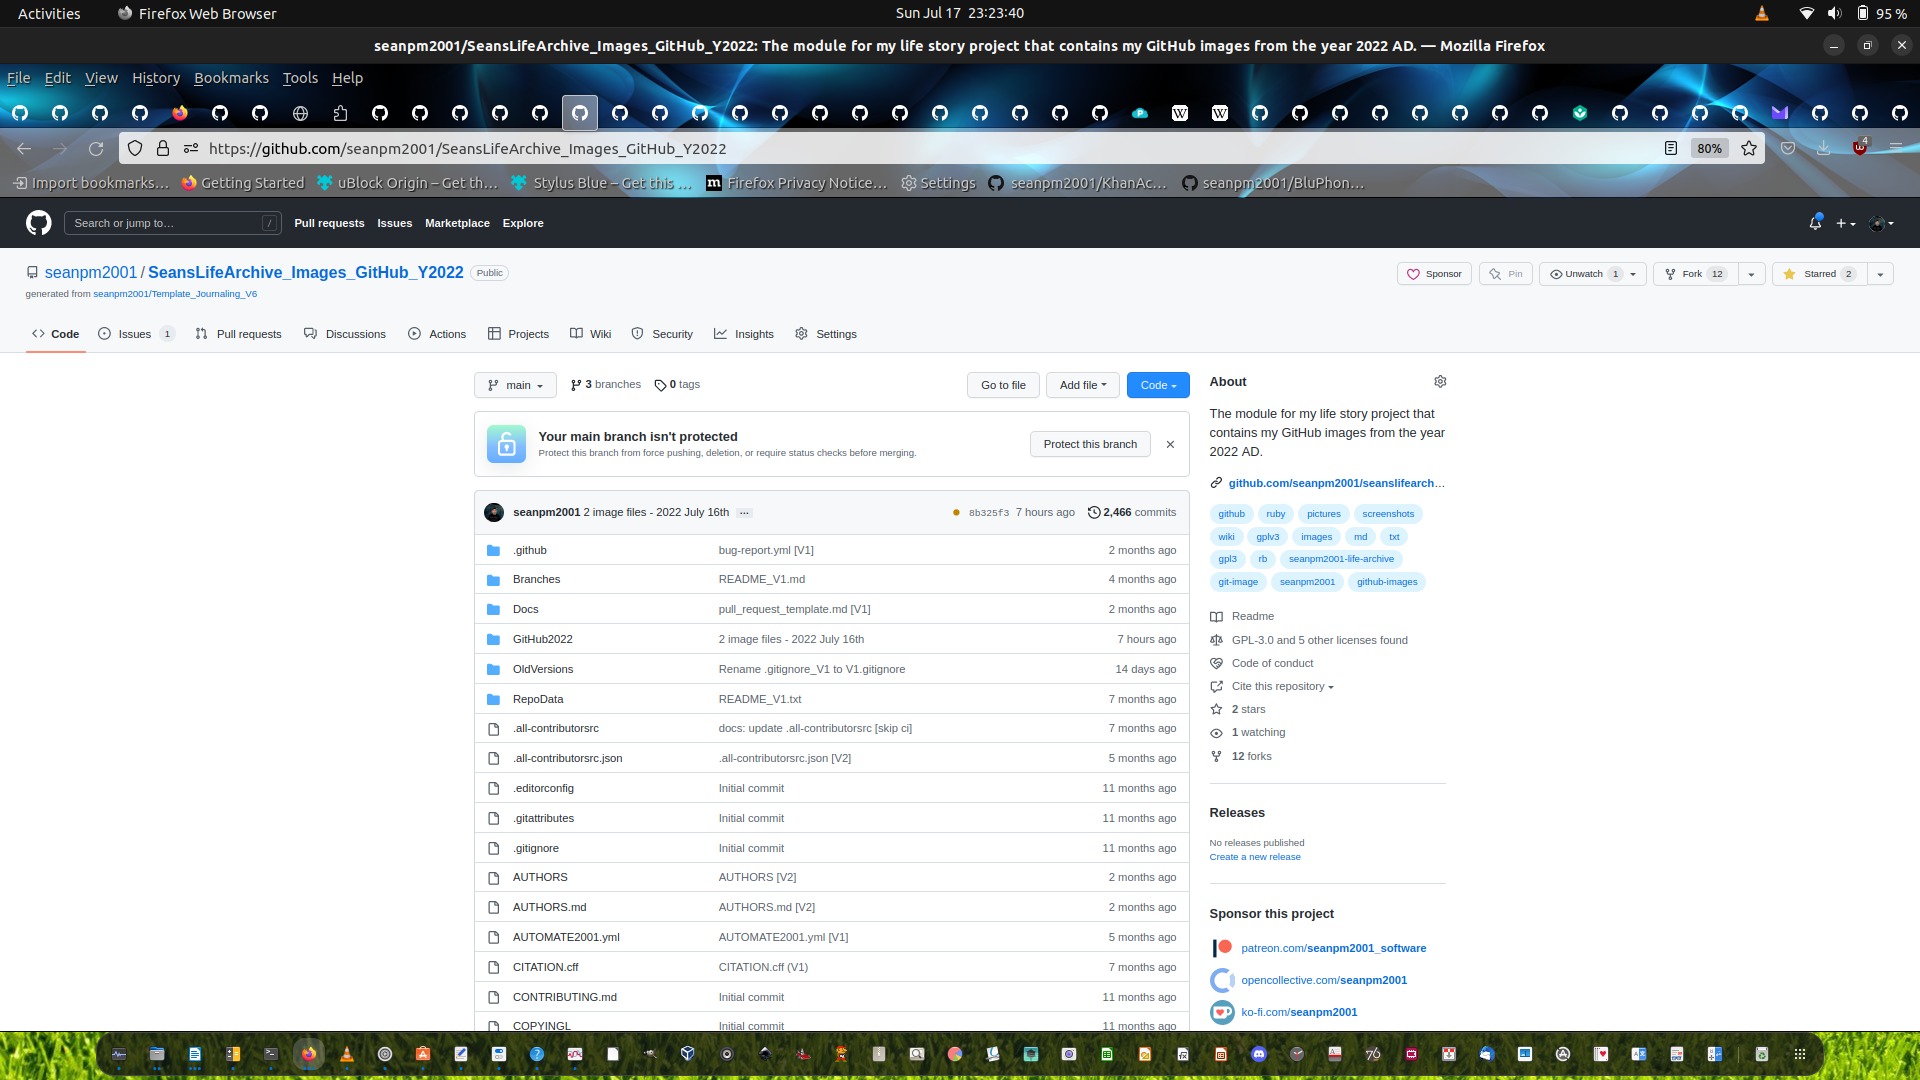 Activities Firefox Web Browser Sun Jul 17 23:23:40 95 %
seanpm2001/SeansLifeArchive_Images_GitHub_Y2022: The module for my life story project that contains my GitHub images from the year 2022 AD. — Mozilla Firefox
File Edit View History Bookmarks Tools Help
https://github.com/seanpm2001/SeansLifeArchive_Images_GitHub_Y2022 80% 4
Import bookmarks… Getting Started uBlock Origin – Get th… Stylus Blue – Get this … Firefox Privacy Notice… Settings seanpm2001/KhanAc… seanpm2001/BluPhon…
Search or jump to… / Pull requests Issues Marketplace Explore
seanpm2001 / SeansLifeArchive_Images_GitHub_Y2022 Public Sponsor Pin Unwatch 1 Fork 12 Starred 2
generated from seanpm2001/Template_Journaling_V6
Code Issues 1 Pull requests Discussions Actions Projects Wiki Security Insights Settings
main 3 branches 0 tags Go to file Add file Code
Your main branch isn't protected
Protect this branch from force pushing, deletion, or require status checks before merging.
Protect this branch
seanpm2001 2 image files - 2022 July 16th ... 8b325f3 7 hours ago 2,466 commits
.github bug-report.yml [V1] 2 months ago
Branches README_V1.md 4 months ago
Docs pull_request_template.md [V1] 2 months ago
GitHub2022 2 image files - 2022 July 16th 7 hours ago
OldVersions Rename .gitignore_V1 to V1.gitignore 14 days ago
RepoData README_V1.txt 7 months ago
.all-contributorsrc docs: update .all-contributorsrc [skip ci] 7 months ago
.all-contributorsrc.json .all-contributorsrc.json [V2] 5 months ago
.editorconfig Initial commit 11 months ago
.gitattributes Initial commit 11 months ago
.gitignore Initial commit 11 months ago
AUTHORS AUTHORS [V2] 2 months ago
AUTHORS.md AUTHORS.md [V2] 2 months ago
AUTOMATE2001.yml AUTOMATE2001.yml [V1] 5 months ago
CITATION.cff CITATION.cff (V1) 7 months ago
CONTRIBUTING.md Initial commit 11 months ago
COPYINGL Initial commit 11 months ago
About
The module for my life story project that
contains my GitHub images from the year
2022 AD.
github.com/seanpm2001/seanslifearch…
github ruby pictures screenshots
wiki gplv3 images md txt
gpl3 rb seanpm2001-life-archive
git-image seanpm2001 github-images
Readme
GPL-3.0 and 5 other licenses found
Code of conduct
Cite this repository
2 stars
1 watching
12 forks
Releases
No releases published
Create a new release
Sponsor this project
patreon.com/seanpm2001_software
opencollective.com/seanpm2001
ko-fi.com/seanpm2001